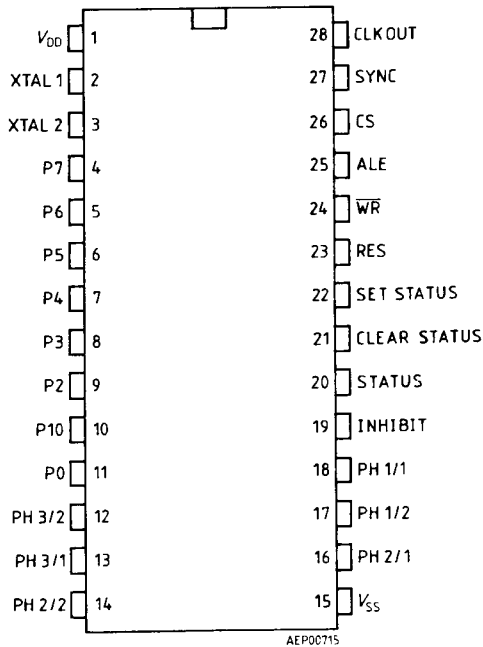 V_DD 1 28 CLKOUT
XTAL 1 2 27 SYNC
XTAL 2 3 26 CS
P7 4 25 ALE
P6 5 24 W̅R̅
P5 6 23 RES
P4 7 22 SET STATUS
P3 8 21 CLEAR STATUS
P2 9 20 STATUS
P10 10 19 INHIBIT
P0 11 18 PH 1/1
PH 3/2 12 17 PH 1/2
PH 3/1 13 16 PH 2/1
PH 2/2 14 15 V_SS
AEP00715